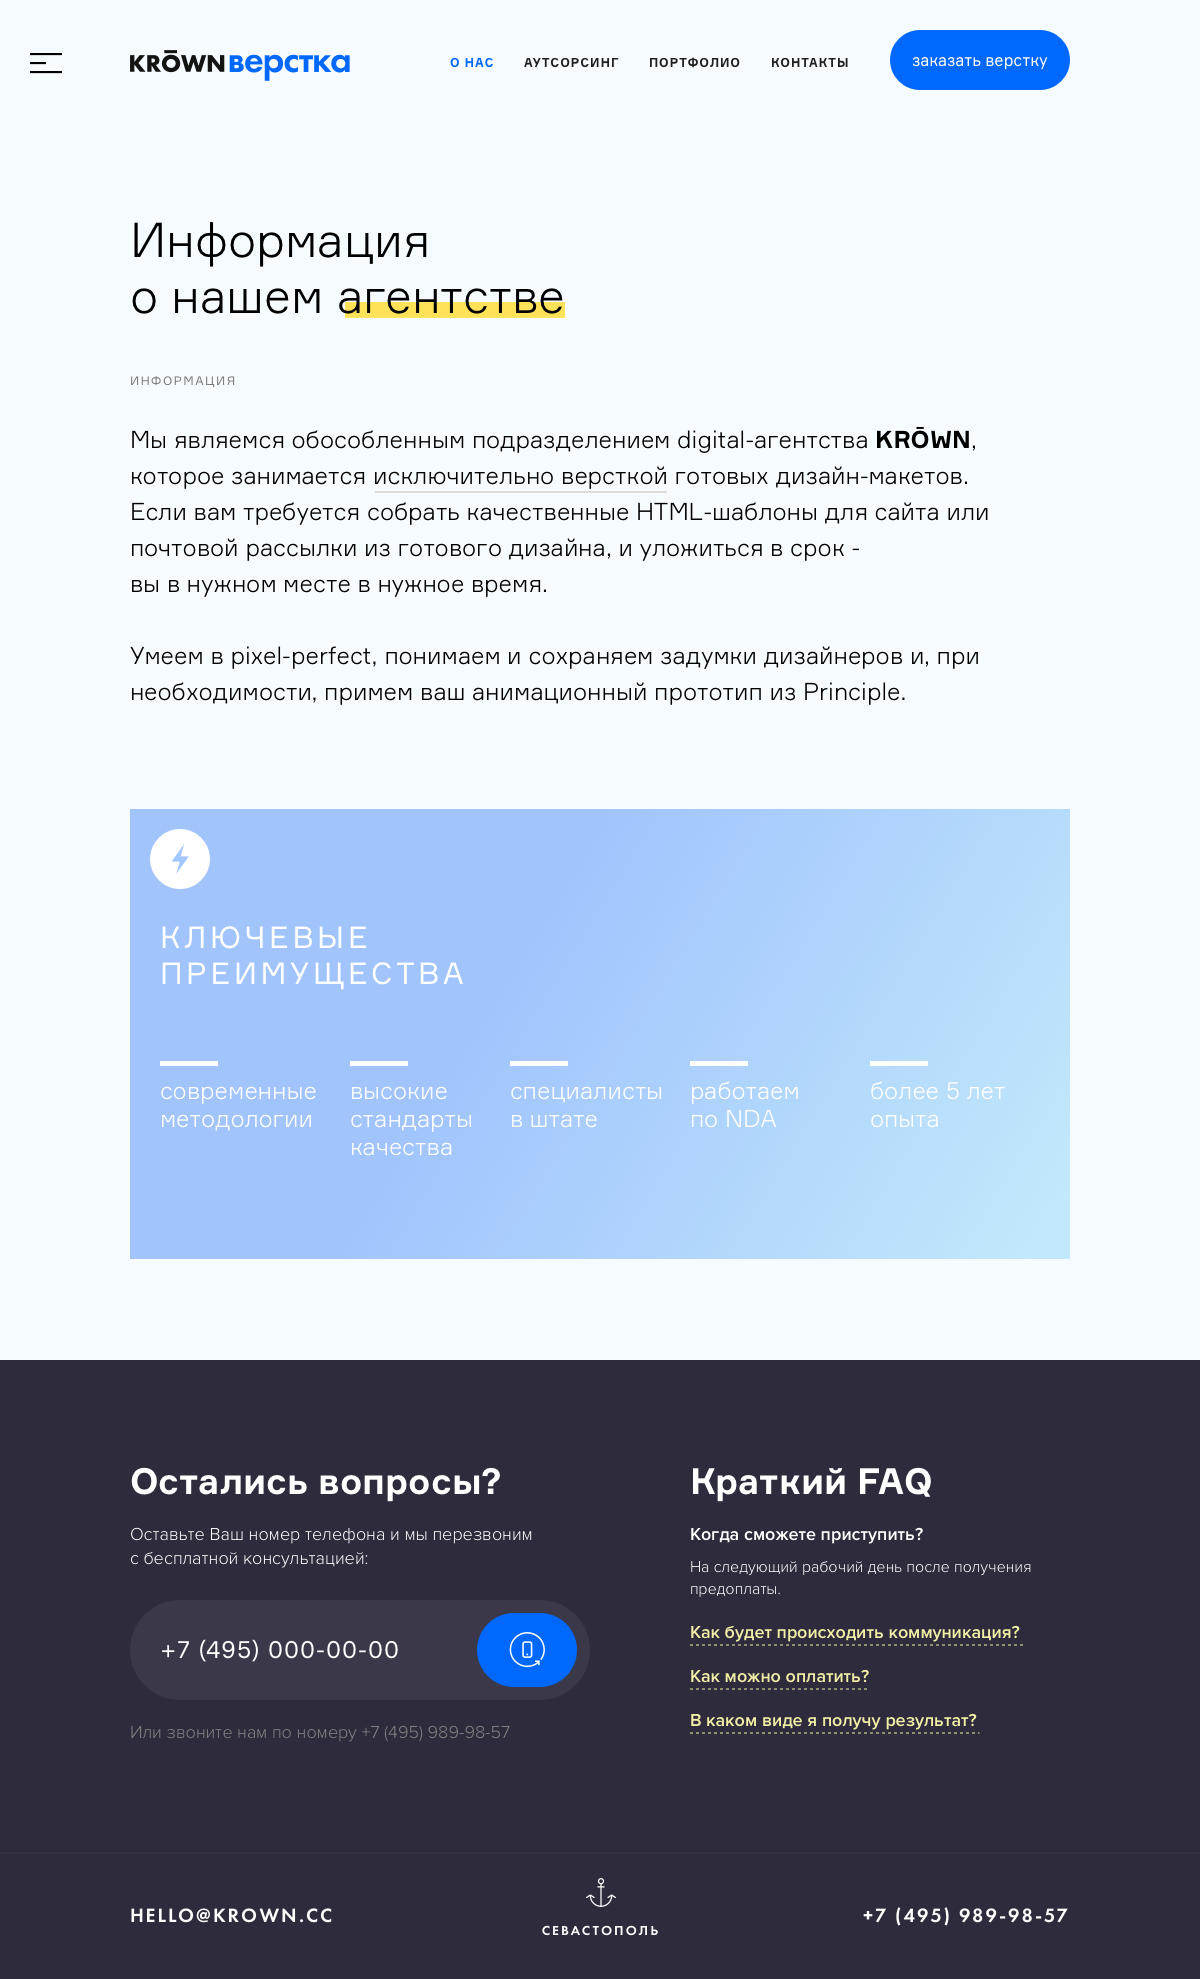 KRŌWN верстка
О НАС АУТСОРСИНГ ПОРТФОЛИО КОНТАКТЫ
заказать верстку
Информация
о нашем агентстве
ИНФОРМАЦИЯ
Мы являемся обособленным подразделением digital-агентства KRŌWN,
которое занимается исключительно версткой готовых дизайн-макетов.
Если вам требуется собрать качественные HTML-шаблоны для сайта или
почтовой рассылки из готового дизайна, и уложиться в срок -
вы в нужном месте в нужное время.
Умеем в pixel-perfect, понимаем и сохраняем задумки дизайнеров и, при
необходимости, примем ваш анимационный прототип из Principle.
КЛЮЧЕВЫЕ
ПРЕИМУЩЕСТВА
современные
методологии
высокие
стандарты
качества
специалисты
в штате
работаем
по NDA
более 5 лет
опыта
Остались вопросы?
Оставьте Ваш номер телефона и мы перезвоним
с бесплатной консультацией:
+7 (495) 000-00-00
Или звоните нам по номеру +7 (495) 989-98-57
Краткий FAQ
Когда сможете приступить?
На следующий рабочий день после получения
предоплаты.
Как будет происходить коммуникация?
Как можно оплатить?
В каком виде я получу результат?
HELLO@KROWN.CC
СЕВАСТОПОЛЬ
+7 (495) 989-98-57